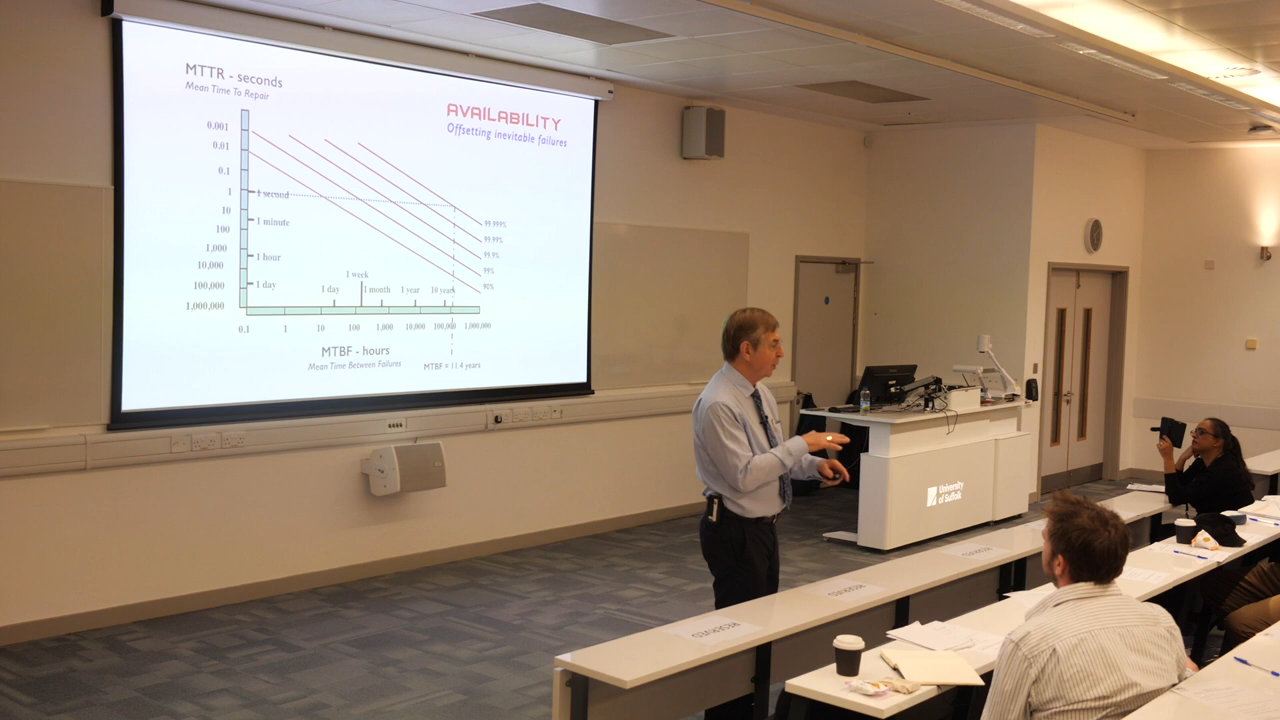 MTTR - seconds
Mean Time To Repair
AVAILABILITY
Offsetting inevitable failures
0.001
0.01
0.1
1
10
100
1,000
10,000
100,000
1,000,000
1 second
1 minute
1 hour
1 day
1 week
1 day
1 month
1 year
10 years
99.999%
99.99%
99.9%
99%
90%
0.1
1
10
100
1,000
10,000
100,000
1,000,000
MTBF - hours
Mean Time Between Failures
MTBF = 11.4 years
University
of Suffolk
RESERVED
RESERVED
RESERVED